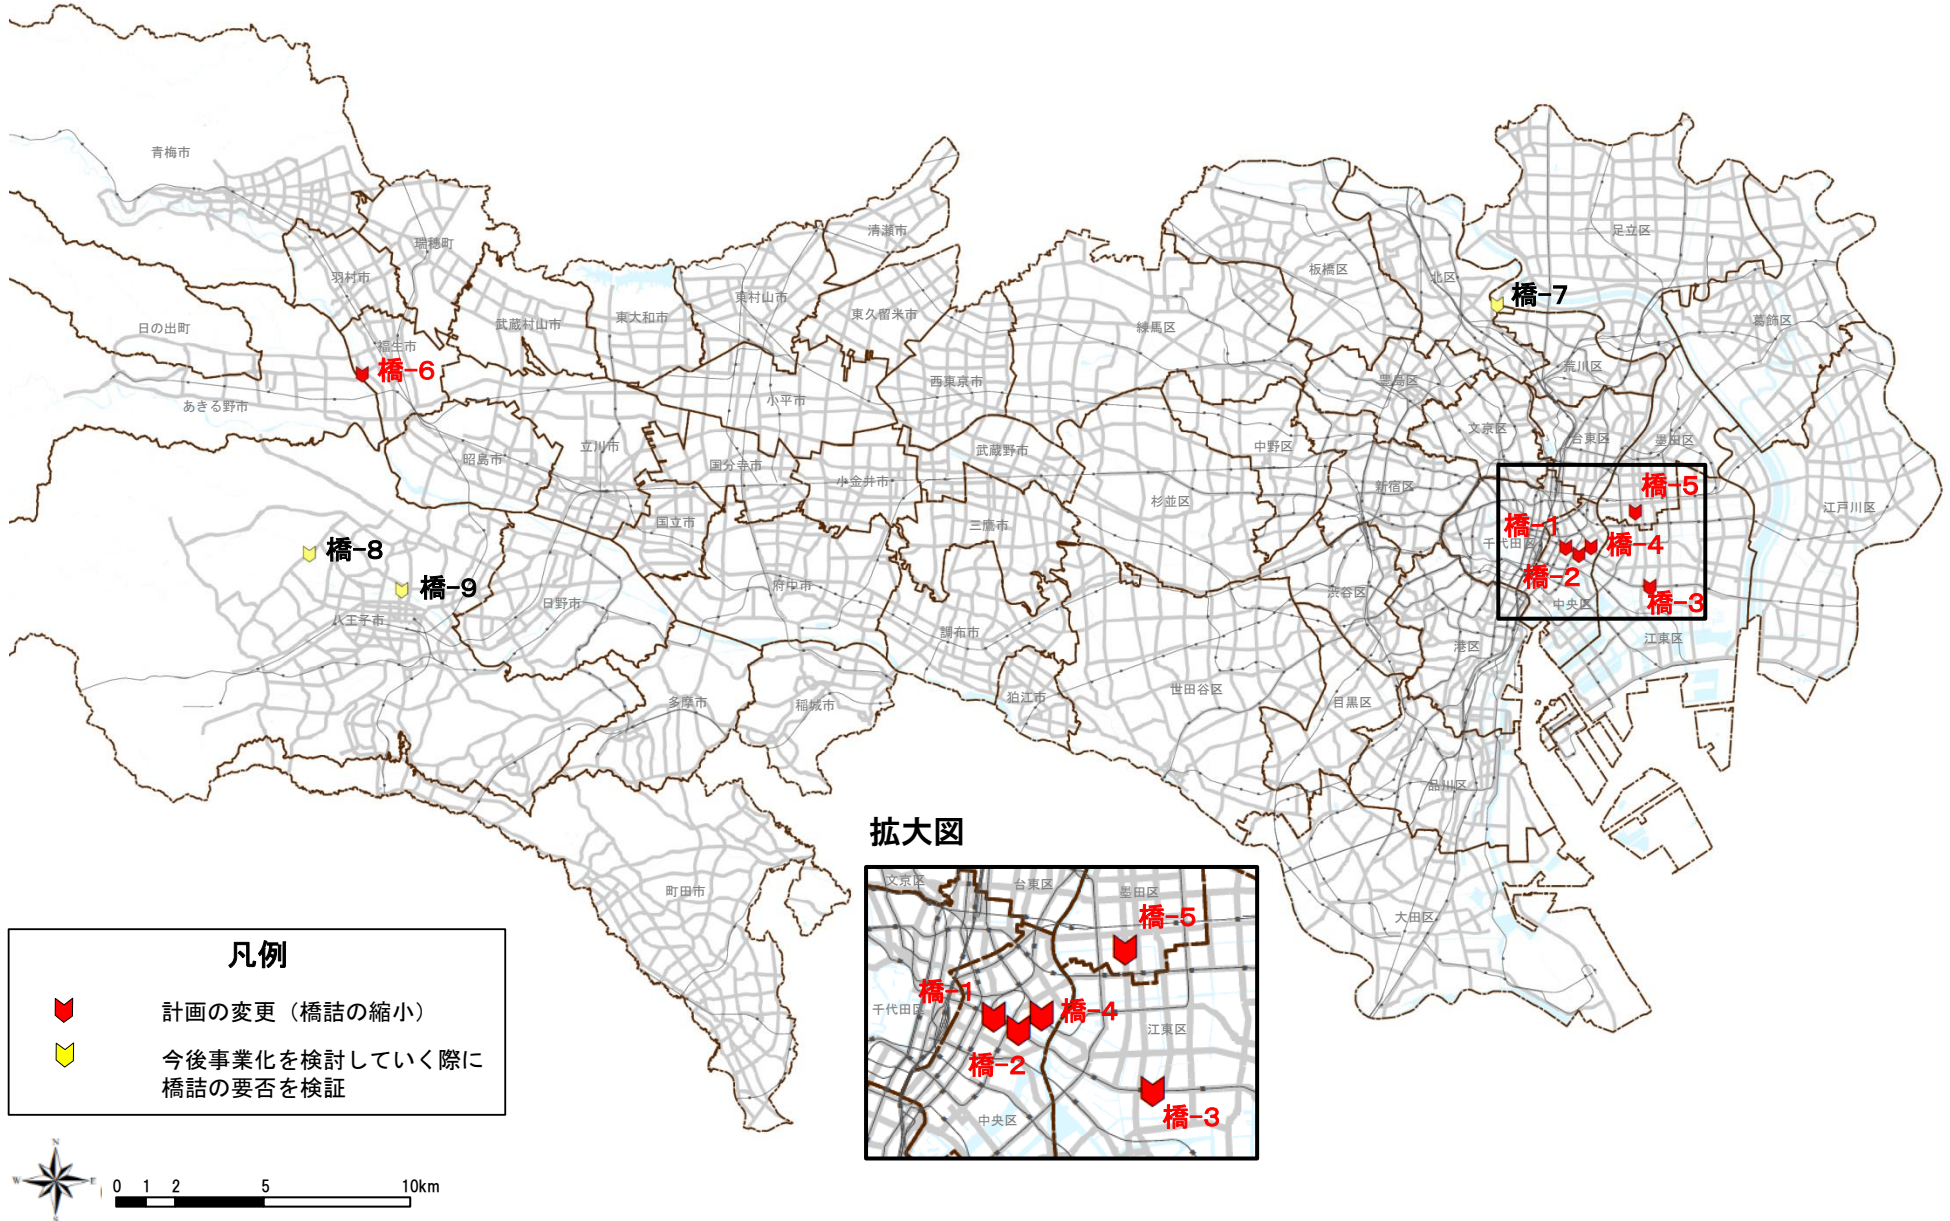 青梅市
瑞穂町
羽村市
日の出町
福生市
橋-6
あきる野市
武蔵村山市
東大和市
東村山市
清瀬市
東久留米市
西東京市
小平市
昭島市
立川市
国分寺市
小金井市
武蔵野市
国立市
三鷹市
橋-8
橋-9
八王子市
日野市
府中市
調布市
狛江市
多摩市
稲城市
町田市
練馬区
板橋区
北区
足立区
橋-7
葛飾区
荒川区
豊島区
文京区
台東区
墨田区
中野区
杉並区
新宿区
江戸川区
橋-5
橋-1
千代田区
橋-4
橋-2
橋-3
中央区
江東区
渋谷区
港区
世田谷区
目黒区
品川区
大田区
拡大図
文京区
台東区
墨田区
橋-5
橋-1
千代田区
橋-4
江東区
橋-2
橋-3
中央区
凡例
計画の変更（橋詰の縮小）
今後事業化を検討していく際に
橋詰の要否を検証
N
W E
S
0 1 2 5 10km